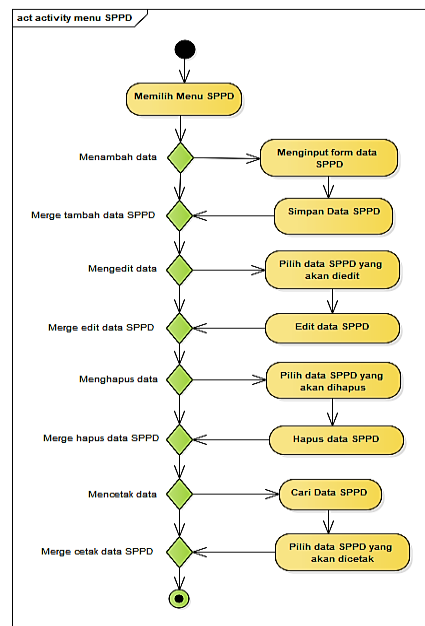 act activity menu SPPD
Memilih Menu SPPD
Menambah data
Menginput form data
SPPD
Merge tambah data SPPD
Simpan Data SPPD
Mengedit data
Pilih data SPPD yang
akan diedit
Merge edit data SPPD
Edit data SPPD
Menghapus data
Pilih data SPPD yang
akan dihapus
Merge hapus data SPPD
Hapus data SPPD
Mencetak data
Cari Data SPPD
Merge cetak data SPPD
Pilih data SPPD yang
akan dicetak